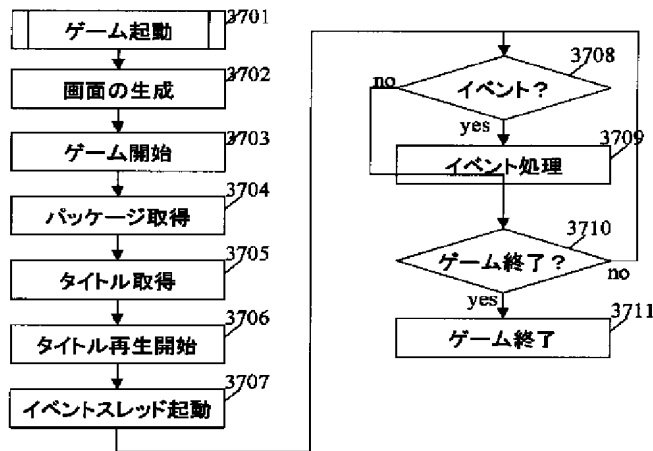 ゲーム起動
3701
画面の生成
3702
ゲーム開始
3703
パッケージ取得
3704
タイトル取得
3705
タイトル再生開始
3706
イベントスレッド起動
3707
イベント？
3708
no
yes
イベント処理
3709
ゲーム終了？
3710
no
yes
ゲーム終了
3711